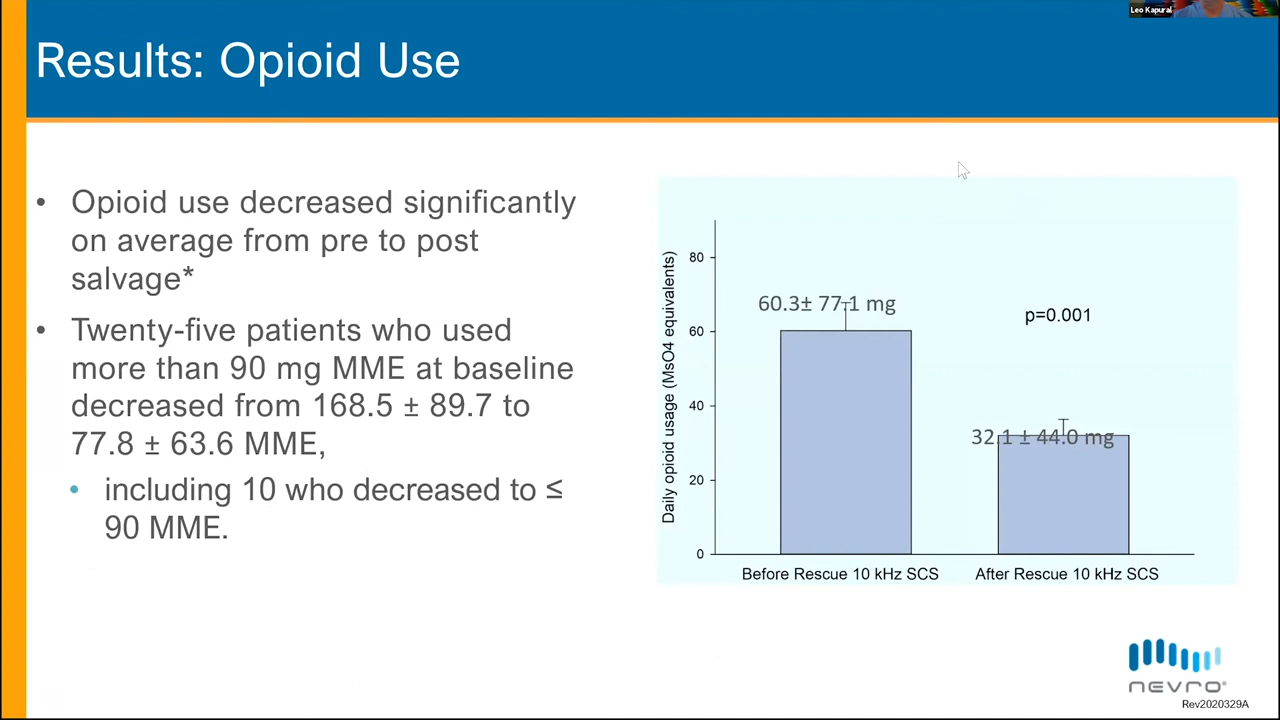 Leo Kapural
Results: Opioid Use
• Opioid use decreased significantly
on average from pre to post
salvage*
• Twenty-five patients who used
more than 90 mg MME at baseline
decreased from 168.5 ± 89.7 to
77.8 ± 63.6 MME,
• including 10 who decreased to ≤
90 MME.
Daily opioid usage (MsO4 equivalents)
80
60
40
20
0
60.3± 77.1 mg
p=0.001
32.1 ± 44.0 mg
Before Rescue 10 kHz SCS
After Rescue 10 kHz SCS
nevro®
Rev2020329A